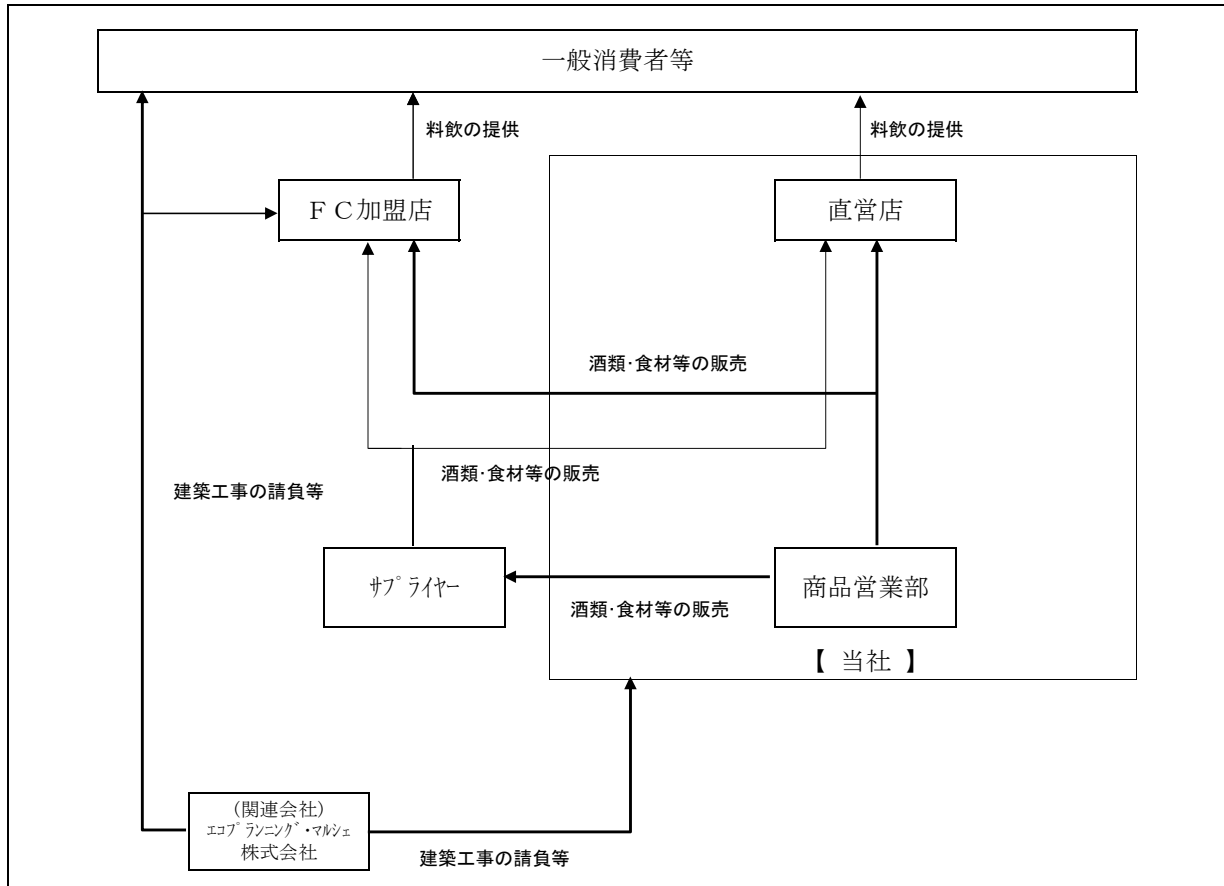 一般消費者等
料飲の提供
料飲の提供
ＦＣ加盟店
直営店
酒類･食材等の販売
酒類･食材等の販売
建築工事の請負等
ｻﾌﾟﾗｲﾔｰ
商品営業部
酒類･食材等の販売
【 当社 】
(関連会社)
ｴｺﾌﾟﾗﾝﾆﾝｸﾞ･ﾏﾙｼｪ
株式会社
建築工事の請負等